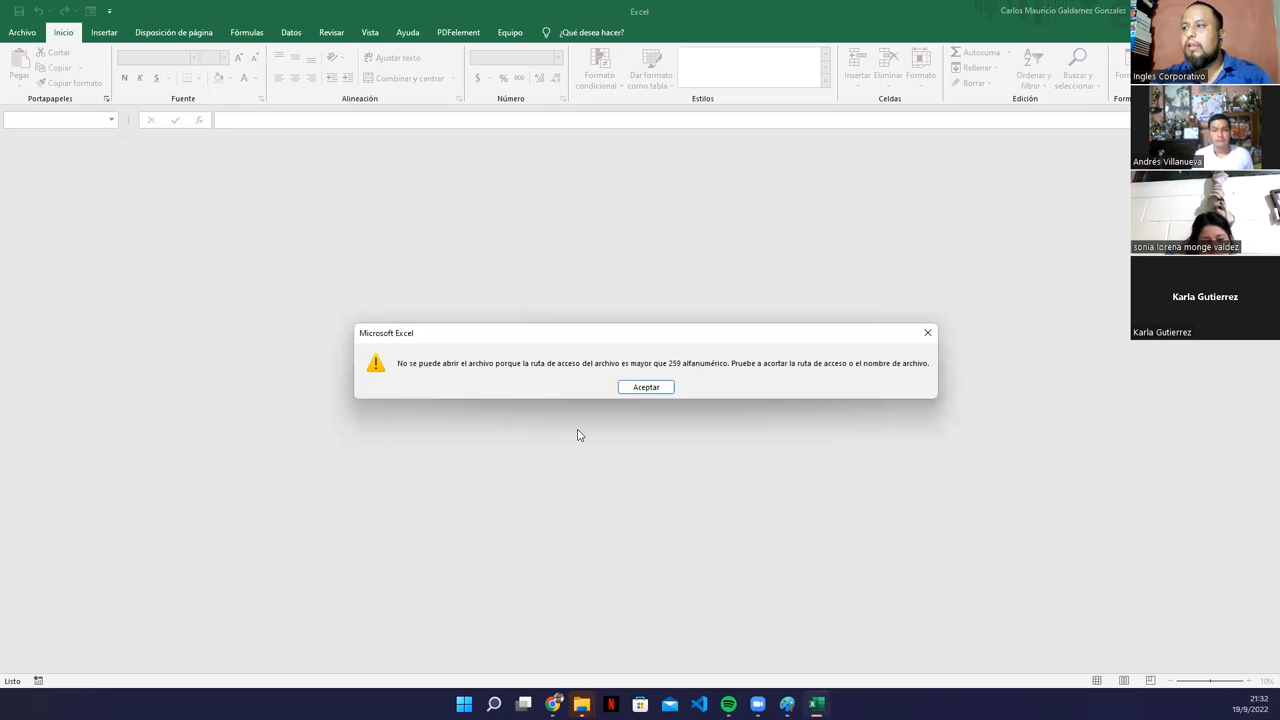 Excel
Carlos Mauricio Galdamez Gonzalez
Archivo Inicio Insertar Disposición de página Fórmulas Datos Revisar Vista Ayuda PDFelement Equipo ¿Qué desea hacer?
Pegar
Cortar
Copiar
Copiar formato
Portapapeles
N K S
Fuente
Ajustar texto
Combinar y centrar
Alineación
% 000
Número
Formato condicional
Dar formato como tabla
Estilos
Insertar Eliminar Formato
Celdas
Autosuma
Rellenar
Borrar
Ordenar y filtrar
Buscar y seleccionar
Edición
fx
Ingles Corporativo
Andrés Villanueva
sonia lorena monge valdez
Karla Gutierrez
Karla Gutierrez
Microsoft Excel
No se puede abrir el archivo porque la ruta de acceso del archivo es mayor que 259 alfanumérico. Pruebe a acortar la ruta de acceso o el nombre de archivo.
Aceptar
Listo
10%
21:32
19/9/2022